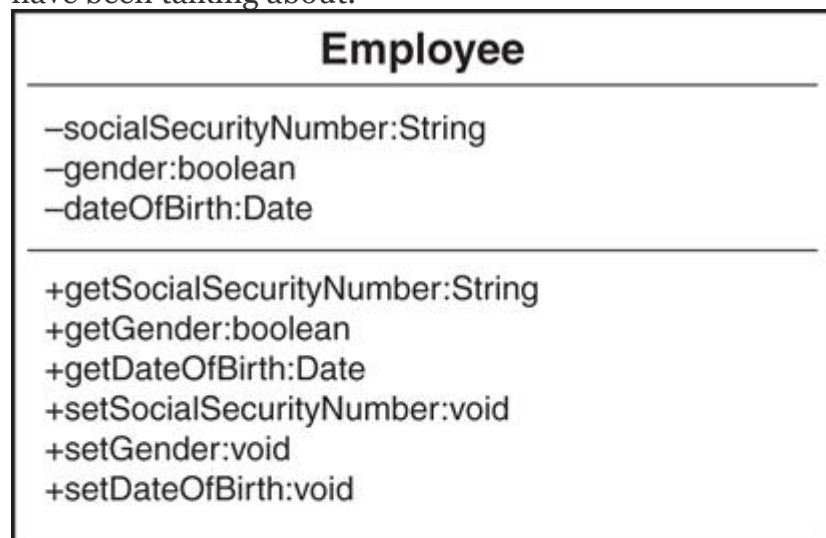 have been talking about.
Employee
–socialSecurityNumber:String
–gender:boolean
–dateOfBirth:Date
+getSocialSecurityNumber:String
+getGender:boolean
+getDateOfBirth:Date
+setSocialSecurityNumber:void
+setGender:void
+setDateOfBirth:void